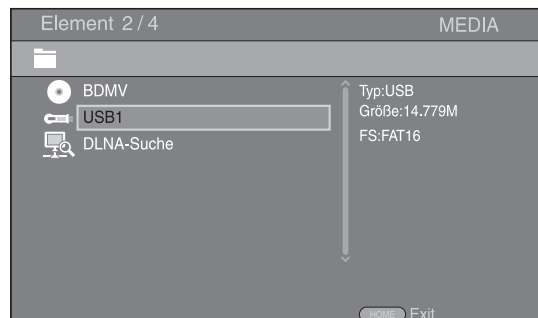 Element 2/4
MEDIA
BDMV
USB1
DLNA-Suche
Typ:USB
Größe:14.779M
FS:FAT16
HOME Exit